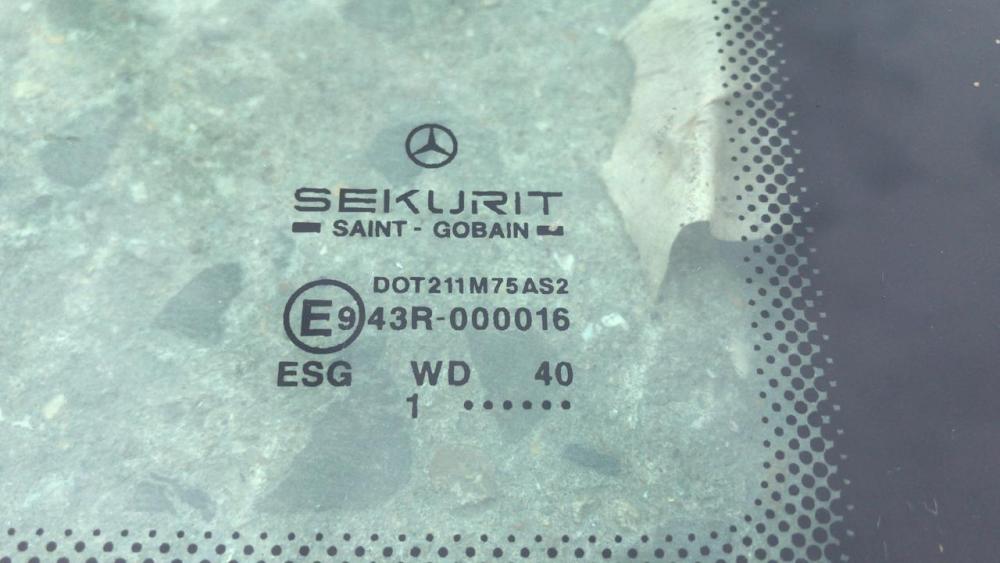 SEKURIT
SAINT - GOBAIN
DOT211M75AS2
E9 43R-000016
ESG WD 40
1 ......